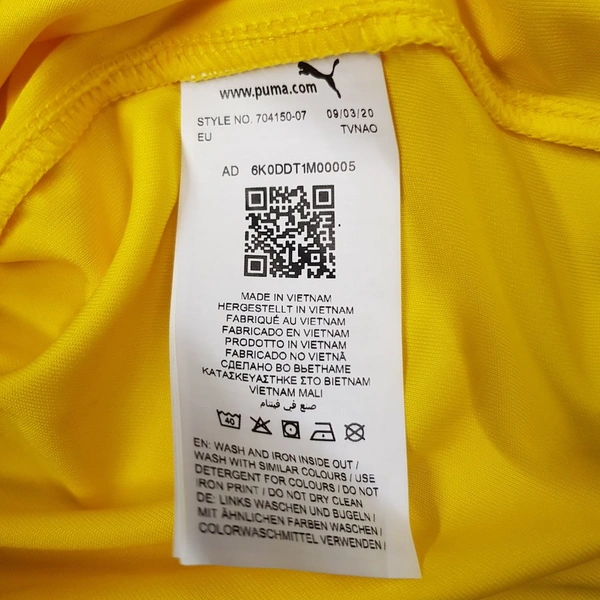 www.puma.com
STYLE NO. 704150-07 09/03/20
EU TVNAO
AD 6K0DDT1M00005
MADE IN VIETNAM
HERGESTELLT IN VIETNAM
FABRIQUÉ AU VIETNAM
FABRICADO EN VIETNAM
PRODOTTO IN VIETNAM
FABRICADO NO VIETNÃ
СДЕЛАНО ВО ВЬЕТНАМЕ
ΚΑΤΑΣΚΕΥΑΣΤΗΚΕ ΣΤΟ ΒΙΕΤΝΑΜ
VİETNAM MALI
صنع في فيتنام
40
EN: WASH AND IRON INSIDE OUT /
WASH WITH SIMILAR COLOURS / USE
DETERGENT FOR COLOURS / DO NOT
IRON PRINT / DO NOT DRY CLEAN
DE: LINKS WASCHEN UND BUGELN /
MIT ÄHNLICHEN FARBEN WASCHEN /
COLORWASCHMITTEL VERWENDEN /